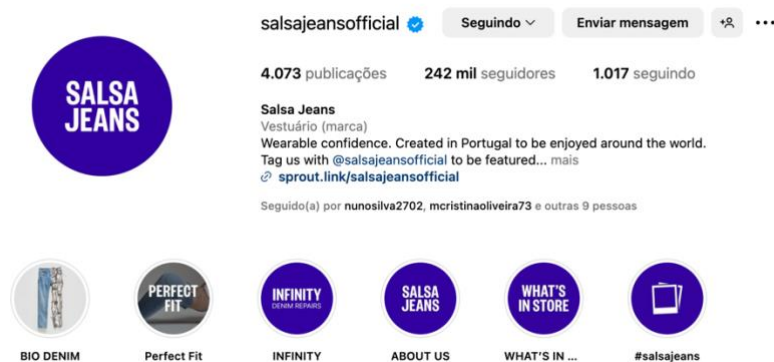 salsajeansofficial
Seguindo
Enviar mensagem
4.073 publicações
242 mil seguidores
1.017 seguindo
SALSA
JEANS
Salsa Jeans
Vestuário (marca)
Wearable confidence. Created in Portugal to be enjoyed around the world.
Tag us with @salsajeansofficial to be featured... mais
sprout.link/salsajeansofficial
Seguido(a) por nunosilva2702, mcristinaoliveira73 e outras 9 pessoas
PERFECT
FIT
INFINITY
DENIM REPAIRS
SALSA
JEANS
WHAT'S
IN STORE
BIO DENIM
Perfect Fit
INFINITY
ABOUT US
WHAT'S IN ...
#salsajeans